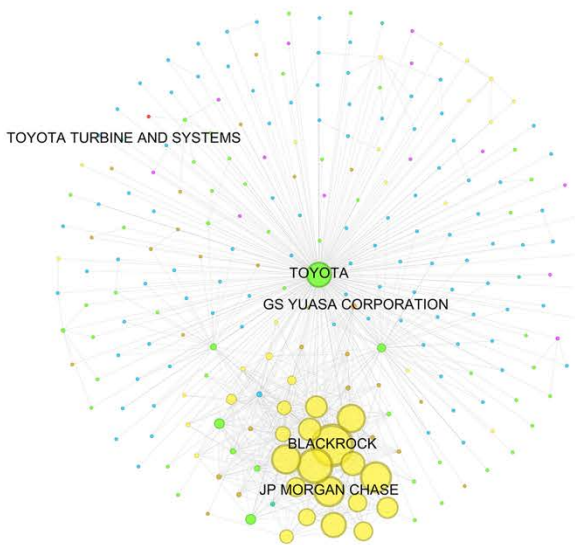 TOYOTA TURBINE AND SYSTEMS
TOYOTA
GS YUASA CORPORATION
BLACKROCK
JP MORGAN CHASE